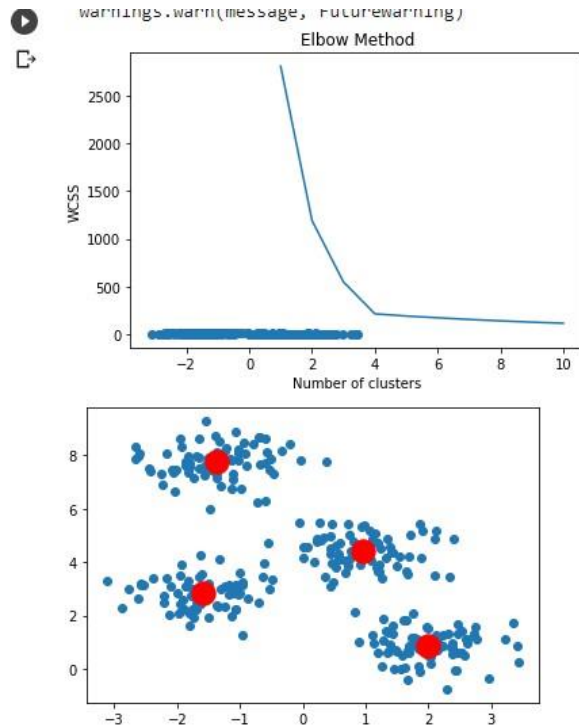 warnings.warn(message, FutureWarning)
Elbow Method
2500
2000
1500
1000
500
0
WCSS
−2 0 2 4 6 8 10
Number of clusters
8
6
4
2
0
−3 −2 −1 0 1 2 3